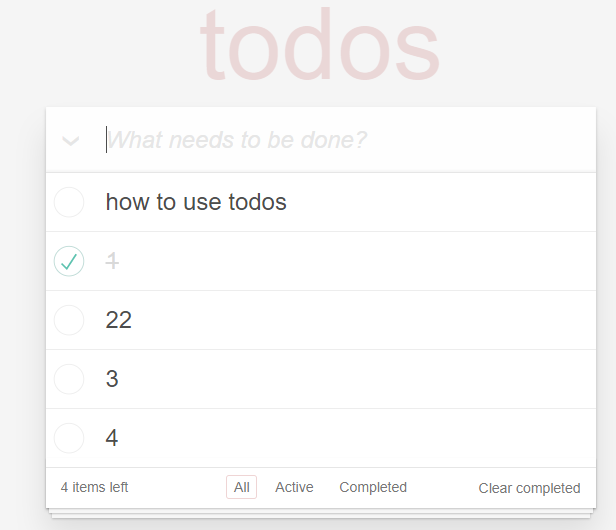 todos
What needs to be done?
how to use todos
1
22
3
4
4 items left All Active Completed Clear completed